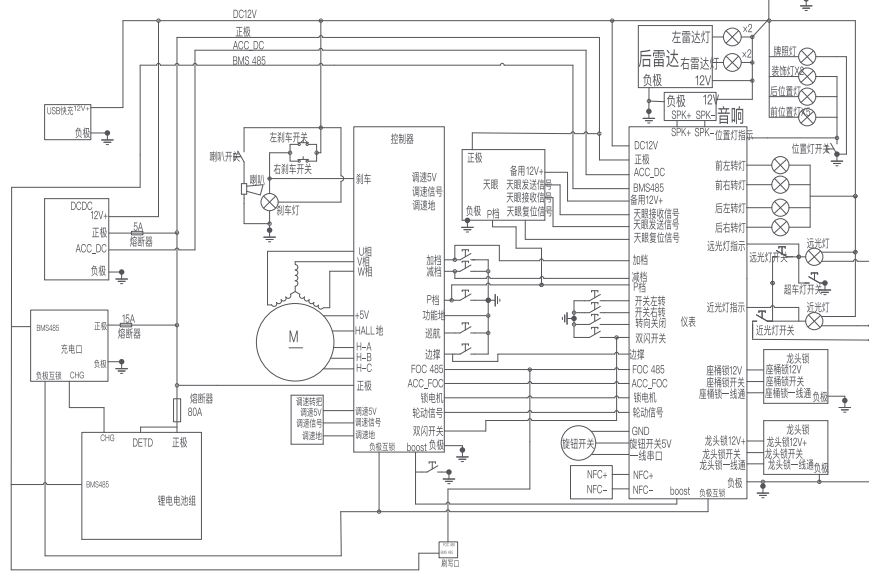 DC12V
正极
ACC_DC
BMS 485
USB快充12V+
负极
DCDC
12V+
正极
ACC_DC
负极
5A
熔断器
BMS485
正极
充电口
负极
负极互锁 CHG
15A
熔断器
熔断器
80A
CHG
DETD 正极
BMS485
锂电电池组
喇叭开关
喇叭
左刹车开关
右刹车开关
刹车灯
U相
V相
W相
M
+5V
HALL地
H-A
H-B
H-C
正极
调速转把
调速5V
调速信号
调速地
控制器
刹车
调速5V
调速信号
调速地
加档
减档
P档
功能地
巡航
边撑
FOC 485
ACC_FOC
锁电机
轮动信号
双闪开关
调速5V
调速信号
调速地
负极互锁 boost 负极
正极
备用12V+
天眼 天眼发送信号
天眼接收信号
负极 P档 天眼复位信号
FOC 485
BMS 485
刷写口
后雷达
左雷达灯
右雷达灯
负极 12V
x2
x2
负极 12V
SPK+ SPK-
音响
SPK+ SPK-
位置灯指示
DC12V
正极
ACC_DC
BMS485
备用12V+
天眼接收信号
天眼发送信号
天眼复位信号
加档
减档
P档
开关左转
开关右转
转向关闭
双闪开关
边撑
FOC 485
ACC_FOC
锁电机
轮动信号
GND
旋钮开关5V
一线串口
旋钮开关
NFC+
NFC-
NFC+
NFC-
boost 负极互锁
仪表
前左转灯
前右转灯
后左转灯
后右转灯
远光灯指示
近光灯指示
座桶锁12V
座桶锁开关
座桶锁一线通
龙头锁12V+
龙头锁开关
龙头锁一线通
负极
牌照灯
装饰灯X3
后位置灯
前位置灯X5
位置灯开关
远光灯开关
远光灯
超车灯开关
近光灯
近光灯开关
龙头锁
座桶锁12V
座桶锁开关
座桶锁一线通
负极
龙头锁
龙头锁12V+
龙头锁开关
龙头锁一线通
负极